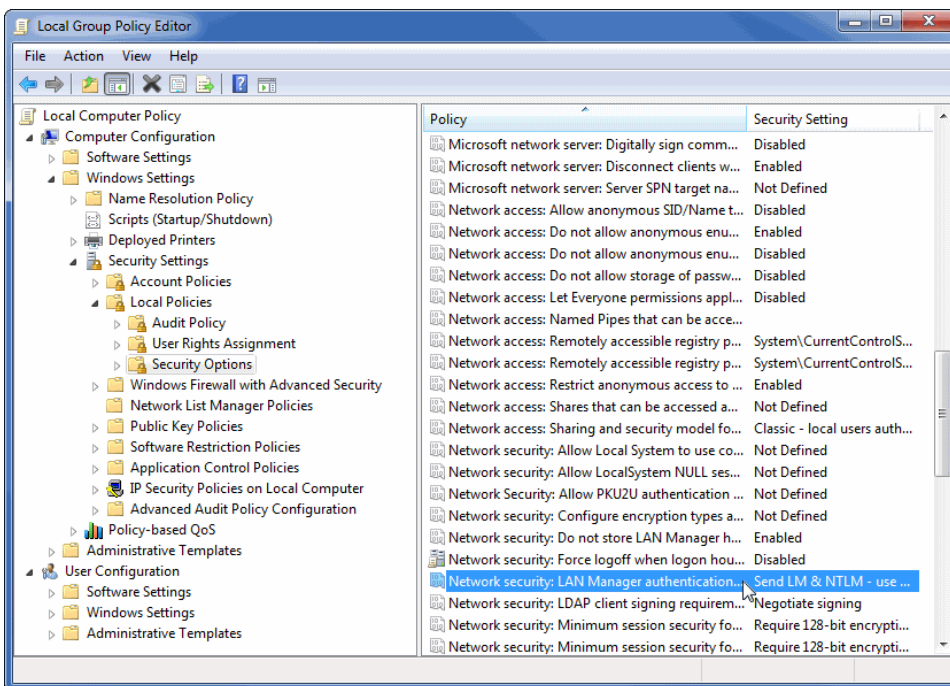 Local Group Policy Editor
File Action View Help
Local Computer Policy
Computer Configuration
Software Settings
Windows Settings
Name Resolution Policy
Scripts (Startup/Shutdown)
Deployed Printers
Security Settings
Account Policies
Local Policies
Audit Policy
User Rights Assignment
Security Options
Windows Firewall with Advanced Security
Network List Manager Policies
Public Key Policies
Software Restriction Policies
Application Control Policies
IP Security Policies on Local Computer
Advanced Audit Policy Configuration
Policy-based QoS
Administrative Templates
User Configuration
Software Settings
Windows Settings
Administrative Templates
Policy Security Setting
Microsoft network server: Digitally sign comm... Disabled
Microsoft network server: Disconnect clients w... Enabled
Microsoft network server: Server SPN target na... Not Defined
Network access: Allow anonymous SID/Name t... Disabled
Network access: Do not allow anonymous enu... Enabled
Network access: Do not allow anonymous enu... Disabled
Network access: Do not allow storage of passw... Disabled
Network access: Let Everyone permissions appl... Disabled
Network access: Named Pipes that can be acce...
Network access: Remotely accessible registry p... System\CurrentControlS...
Network access: Remotely accessible registry p... System\CurrentControlS...
Network access: Restrict anonymous access to ... Enabled
Network access: Shares that can be accessed a... Not Defined
Network access: Sharing and security model fo... Classic - local users auth...
Network security: Allow Local System to use co... Not Defined
Network security: Allow LocalSystem NULL ses... Not Defined
Network Security: Allow PKU2U authentication ... Not Defined
Network security: Configure encryption types a... Not Defined
Network security: Do not store LAN Manager h... Enabled
Network security: Force logoff when logon hou... Disabled
Network security: LAN Manager authentication... Send LM & NTLM - use ...
Network security: LDAP client signing requirem... Negotiate signing
Network security: Minimum session security fo... Require 128-bit encrypti...
Network security: Minimum session security fo... Require 128-bit encrypti...